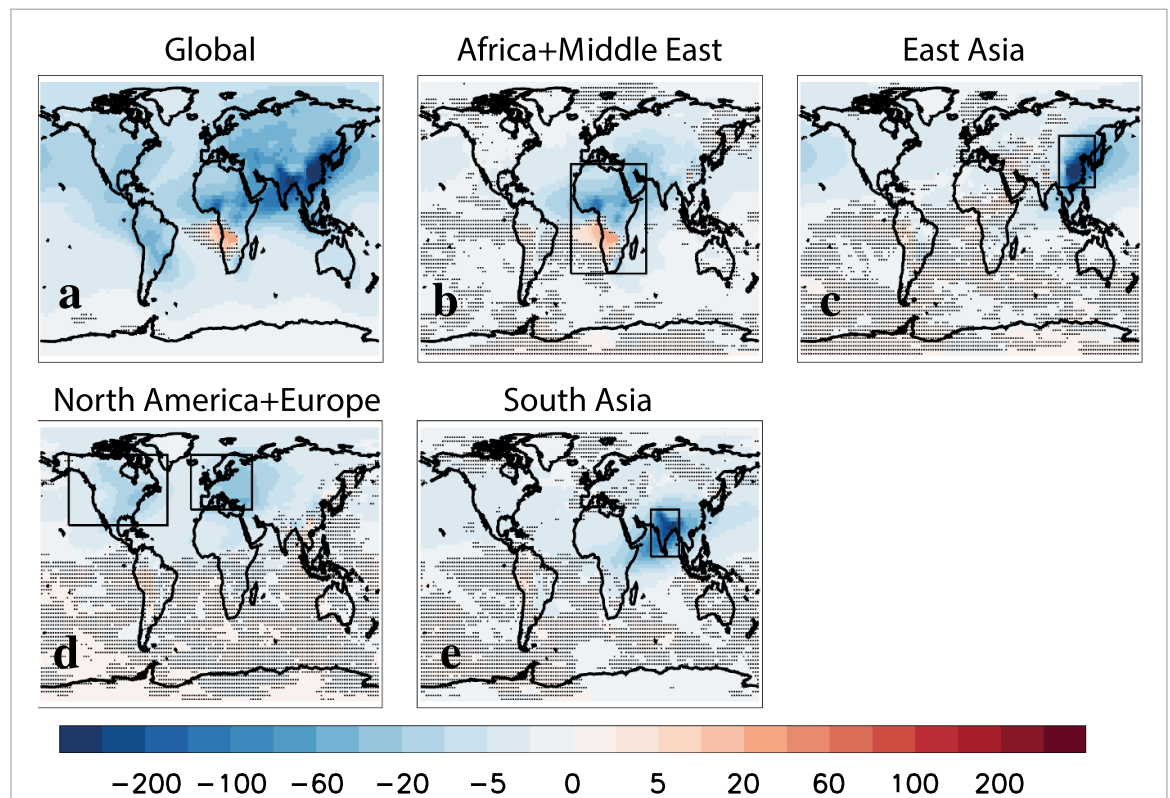 Global
Africa+Middle East
East Asia
a
b
c
North America+Europe
South Asia
d
e
−200 −100 −60 −20 −5 0 5 20 60 100 200